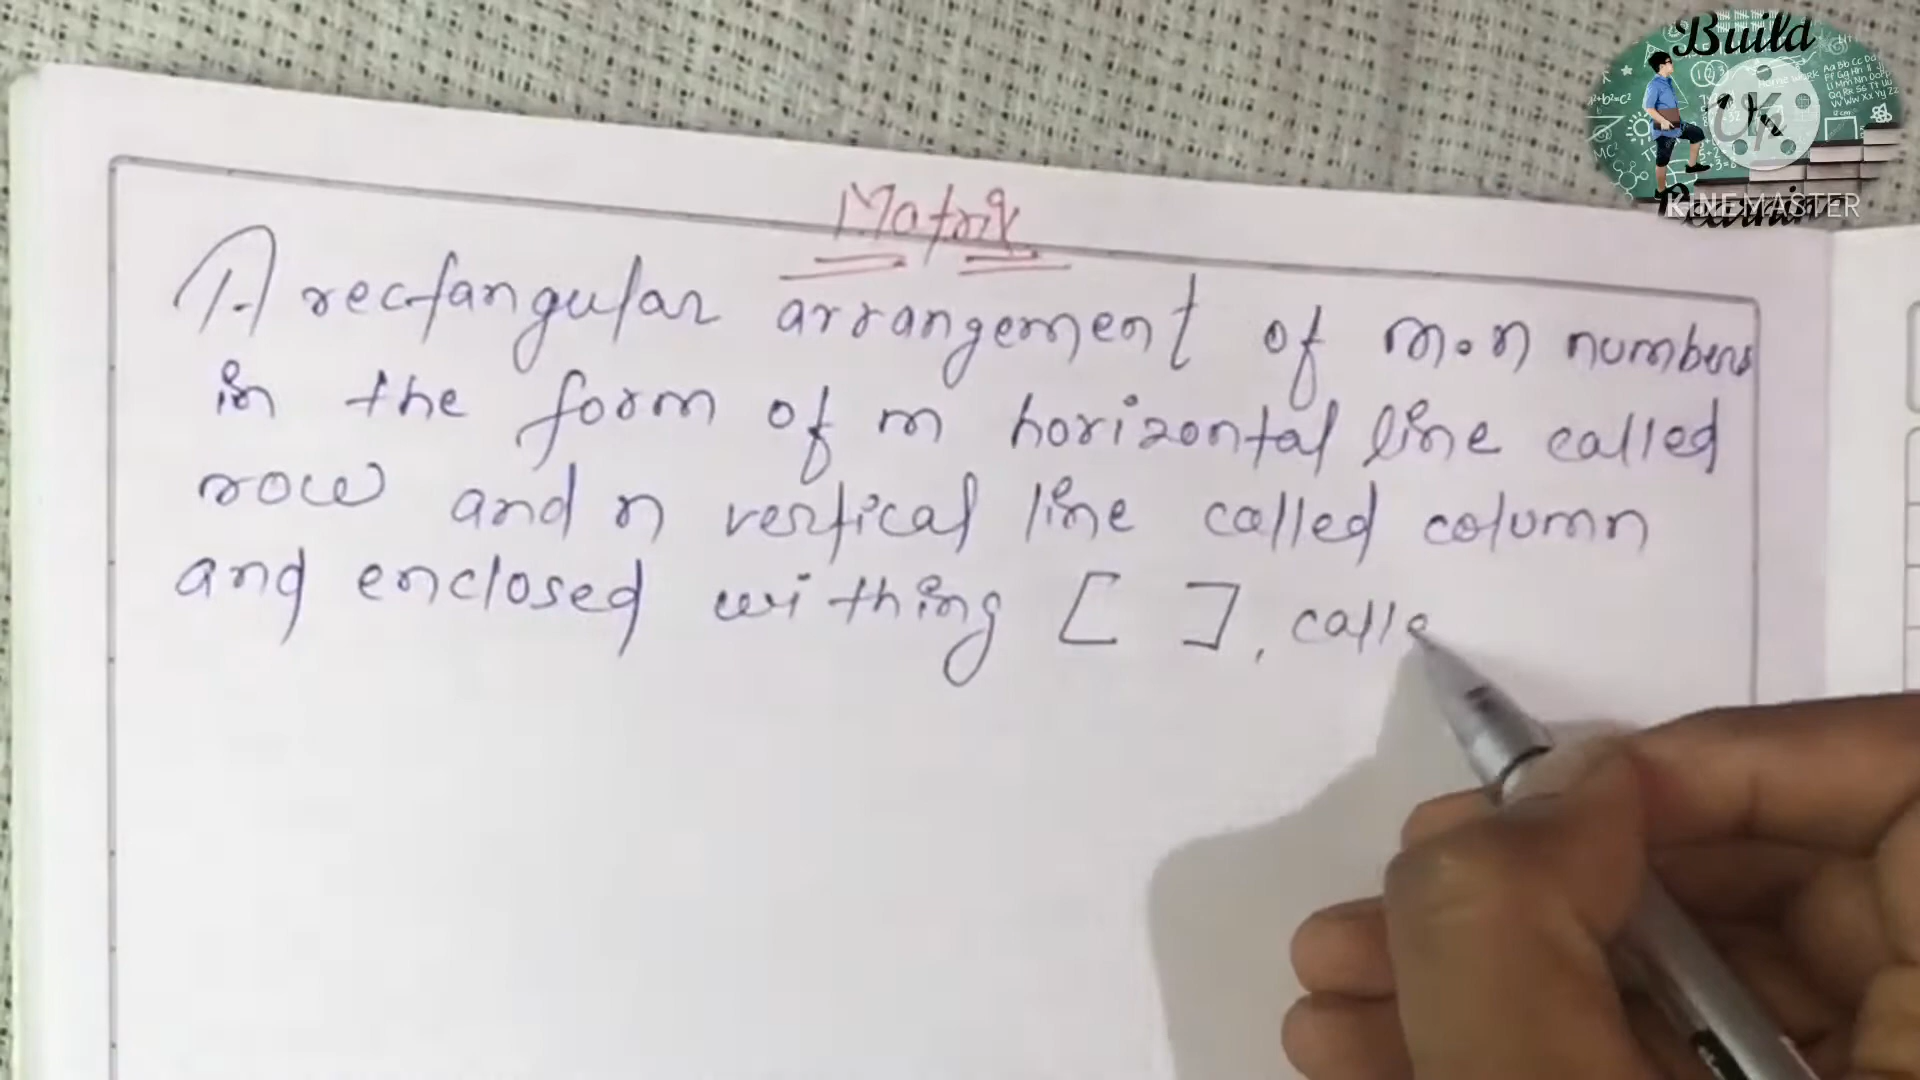 Matrix
A rectangular arrangement of m.n numbers
in the form of m horizontal line called
row and n vertical line called column
and enclosed withing [ ], calle
Build
KINEMASTER